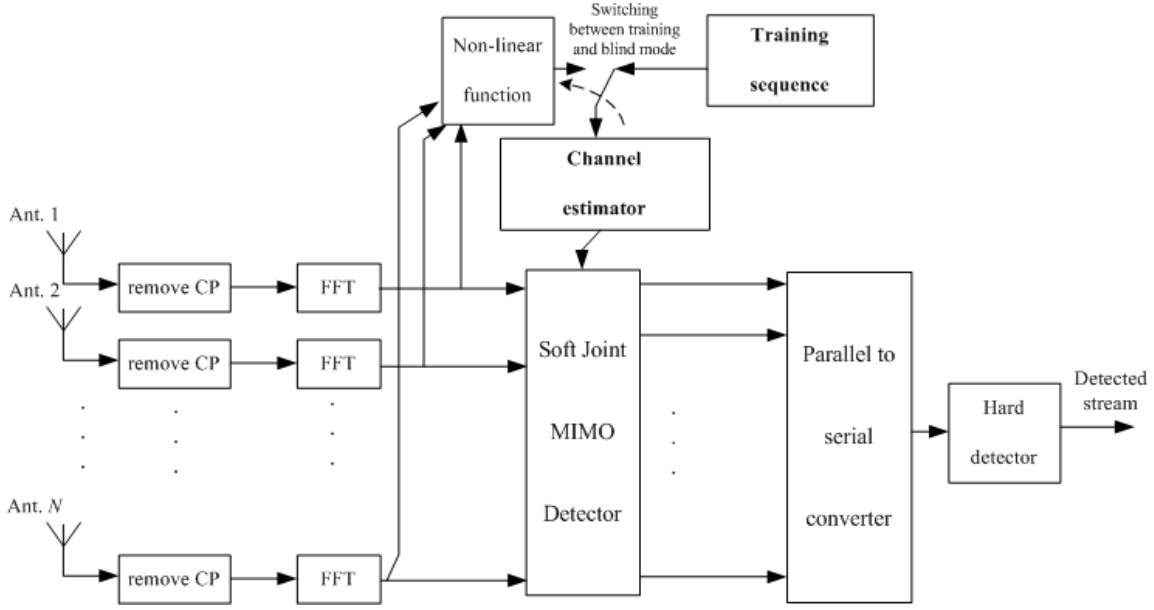 Switching
between training
and blind mode
Non-linear
function
Training
sequence
Channel
estimator
Ant. 1
remove CP
FFT
Ant. 2
remove CP
FFT
Soft Joint
MIMO
Detector
Parallel to
serial
converter
Hard
detector
Detected
stream
Ant. N
remove CP
FFT